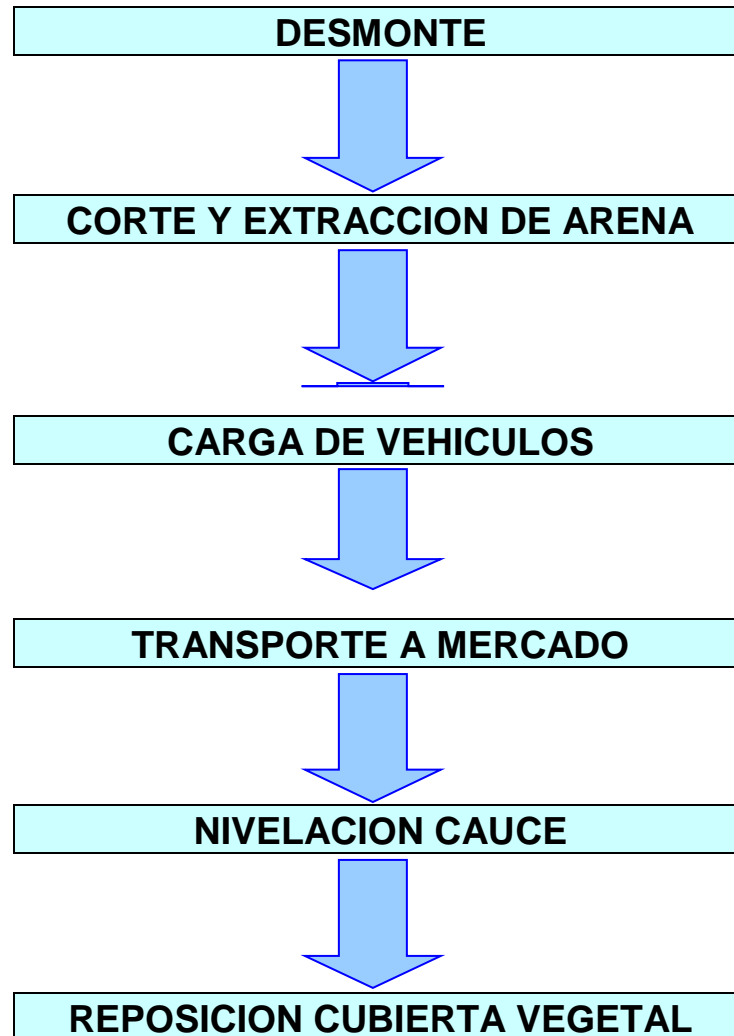 DESMONTE
CORTE Y EXTRACCION DE ARENA
CARGA DE VEHICULOS
TRANSPORTE A MERCADO
NIVELACION CAUCE
REPOSICION CUBIERTA VEGETAL